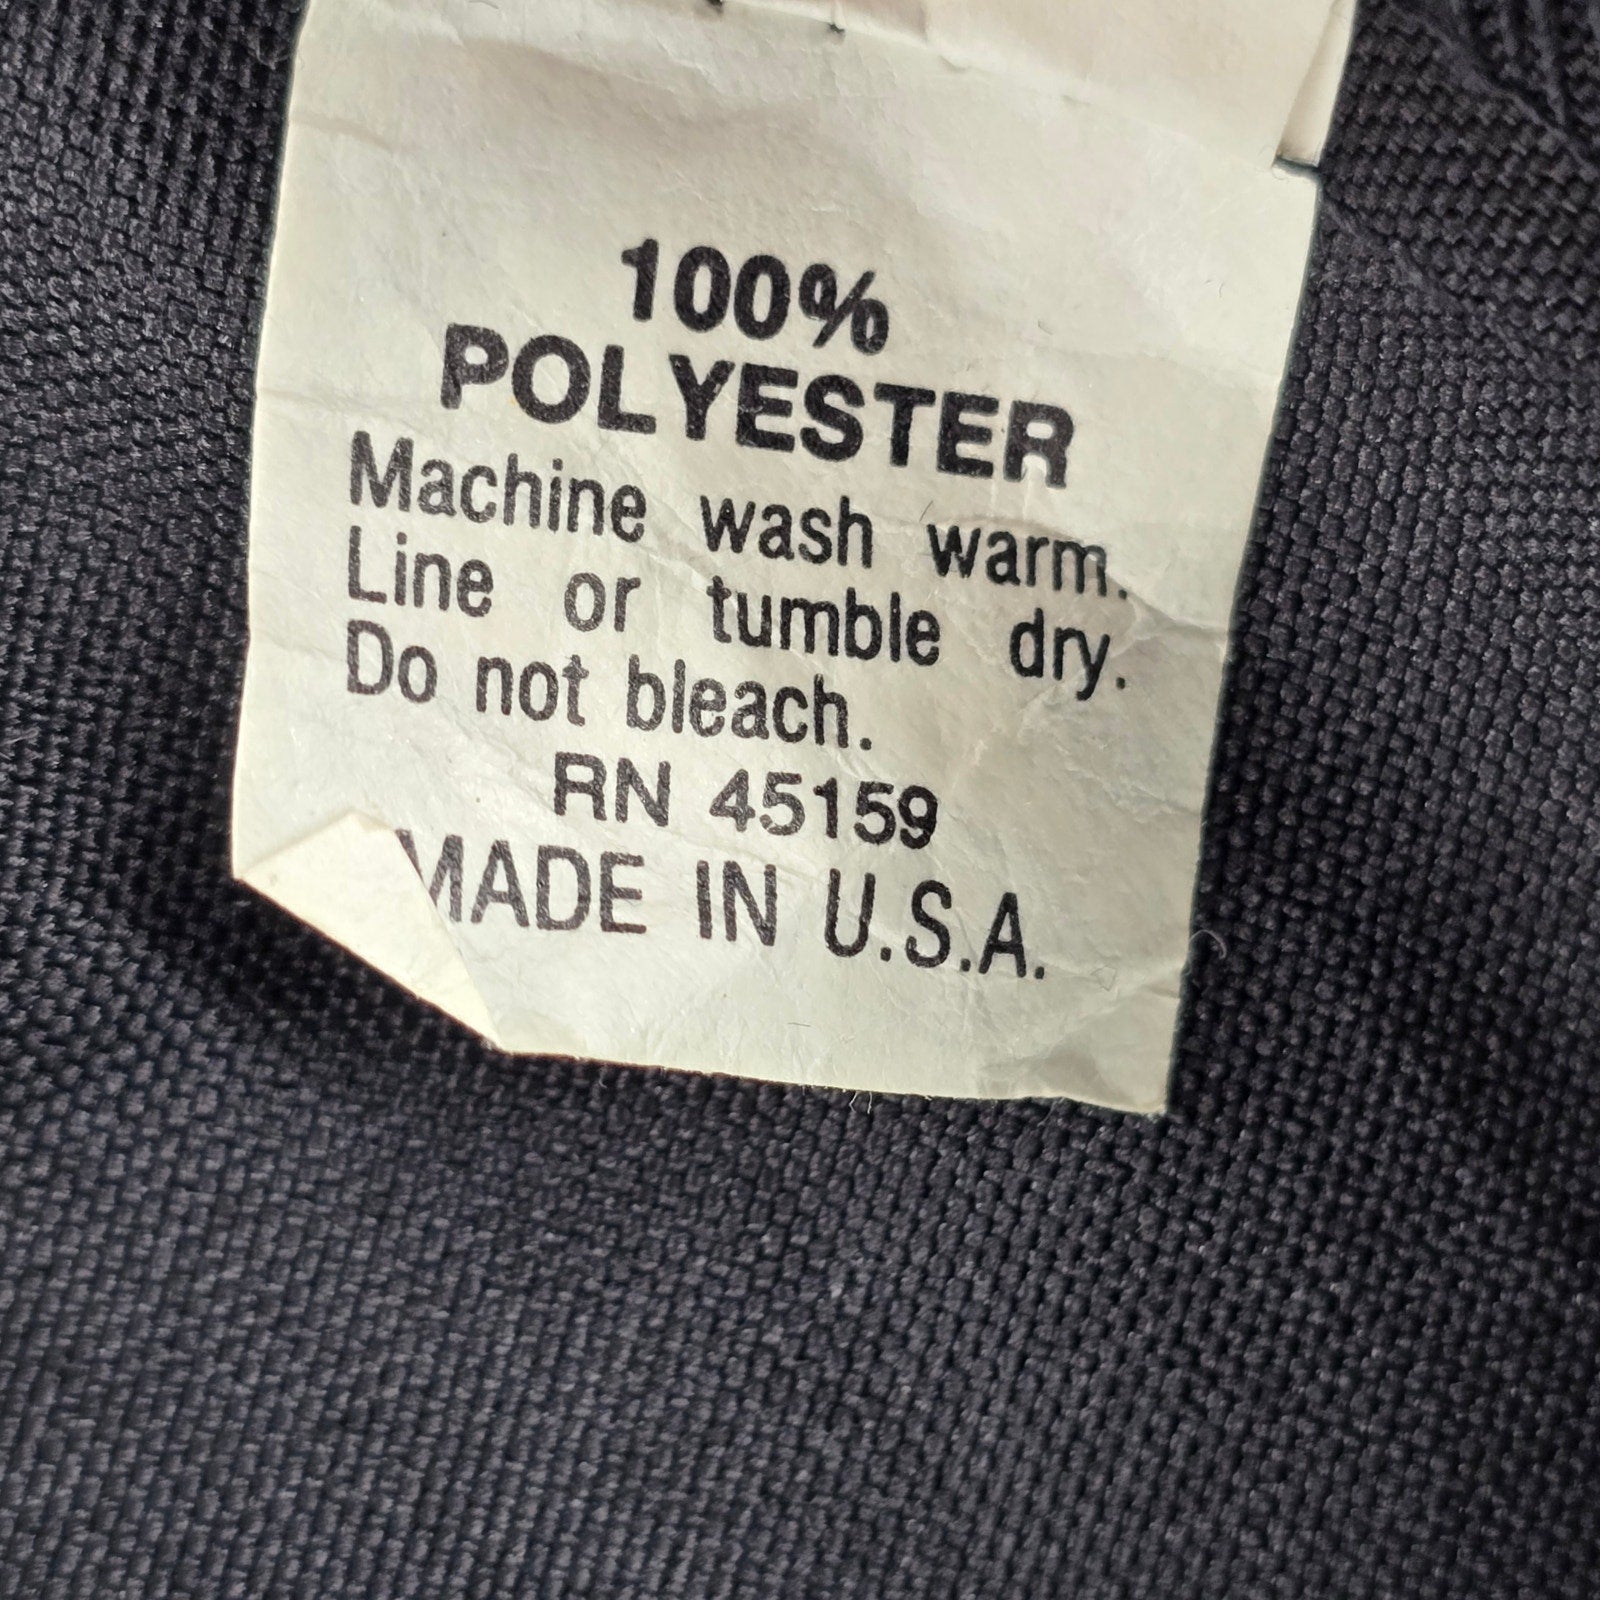 100%
POLYESTER
Machine wash warm.
Line or tumble dry.
Do not bleach.
RN 45159
MADE IN U.S.A.